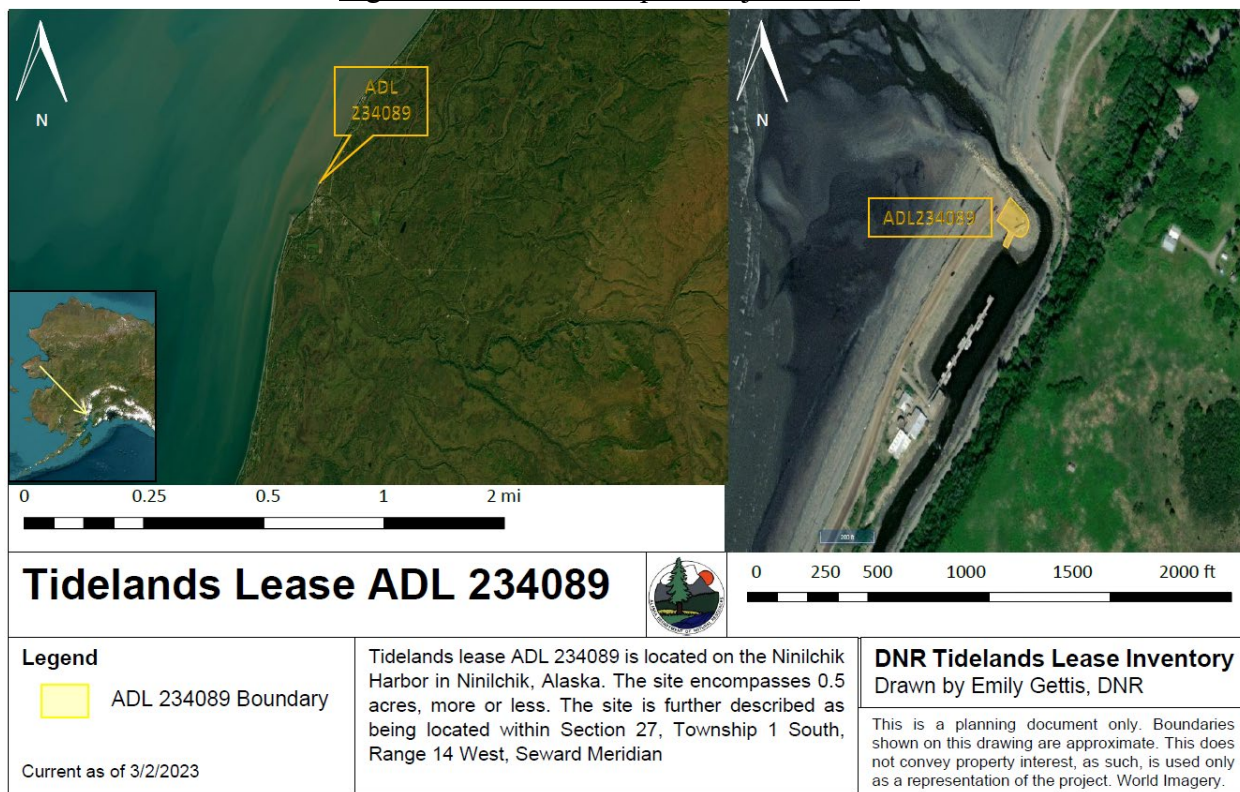 N
ADL
234089
N
ADL234089
0 0.25 0.5 1 2 mi
0 250 500 1000 1500 2000 ft
Tidelands Lease ADL 234089
Legend
ADL 234089 Boundary
Current as of 3/2/2023
Tidelands lease ADL 234089 is located on the Ninilchik
Harbor in Ninilchik, Alaska. The site encompasses 0.5
acres, more or less. The site is further described as
being located within Section 27, Township 1 South,
Range 14 West, Seward Meridian
DNR Tidelands Lease Inventory
Drawn by Emily Gettis, DNR
This is a planning document only. Boundaries
shown on this drawing are approximate. This does
not convey property interest, as such, is used only
as a representation of the project. World Imagery.